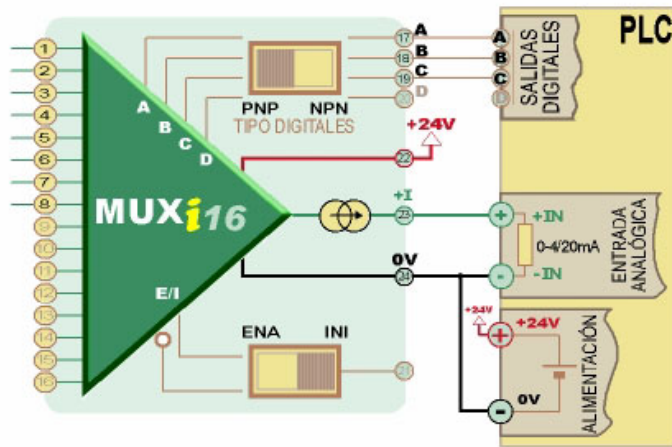 1
2
3
4
5
6
7
8
9
10
11
12
13
14
15
16
A
B
C
D
MUXi16
E/I
PNP NPN
TIPO DIGITALES
17 A
18 B
19 C
20 D
+24V
22
+I
23
0V
24
ENA INI
21
PLC
A
B
C
D
SALIDAS
DIGITALES
+
+IN
0-4/20mA
-
-IN
ENTRADA
ANALÓGICA
+24V
+
+24V
0V
-
ALIMENTACIÓN